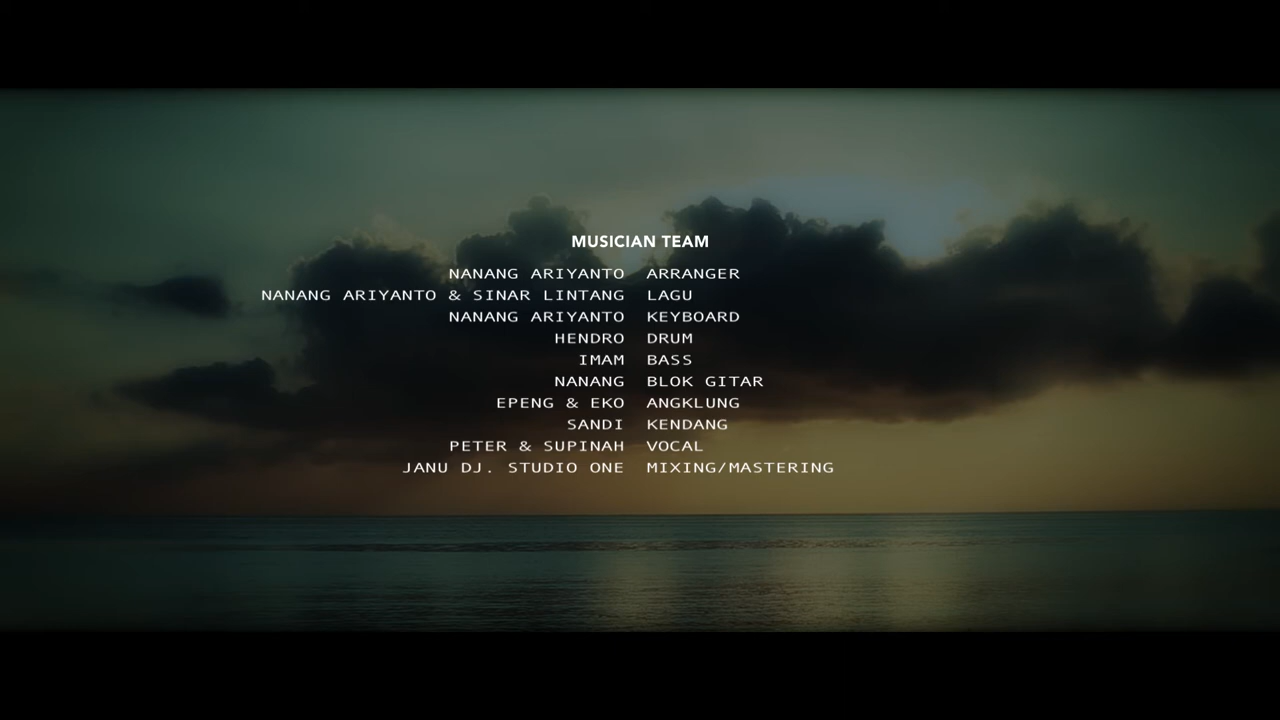 MUSICIAN TEAM
NANANG ARIYANTO ARRANGER
NANANG ARIYANTO & SINAR LINTANG LAGU
NANANG ARIYANTO KEYBOARD
HENDRO DRUM
IMAM BASS
NANANG BLOK GITAR
EPENG & EKO ANGKLUNG
SANDI KENDANG
PETER & SUPINAH VOCAL
JANU DJ. STUDIO ONE MIXING/MASTERING